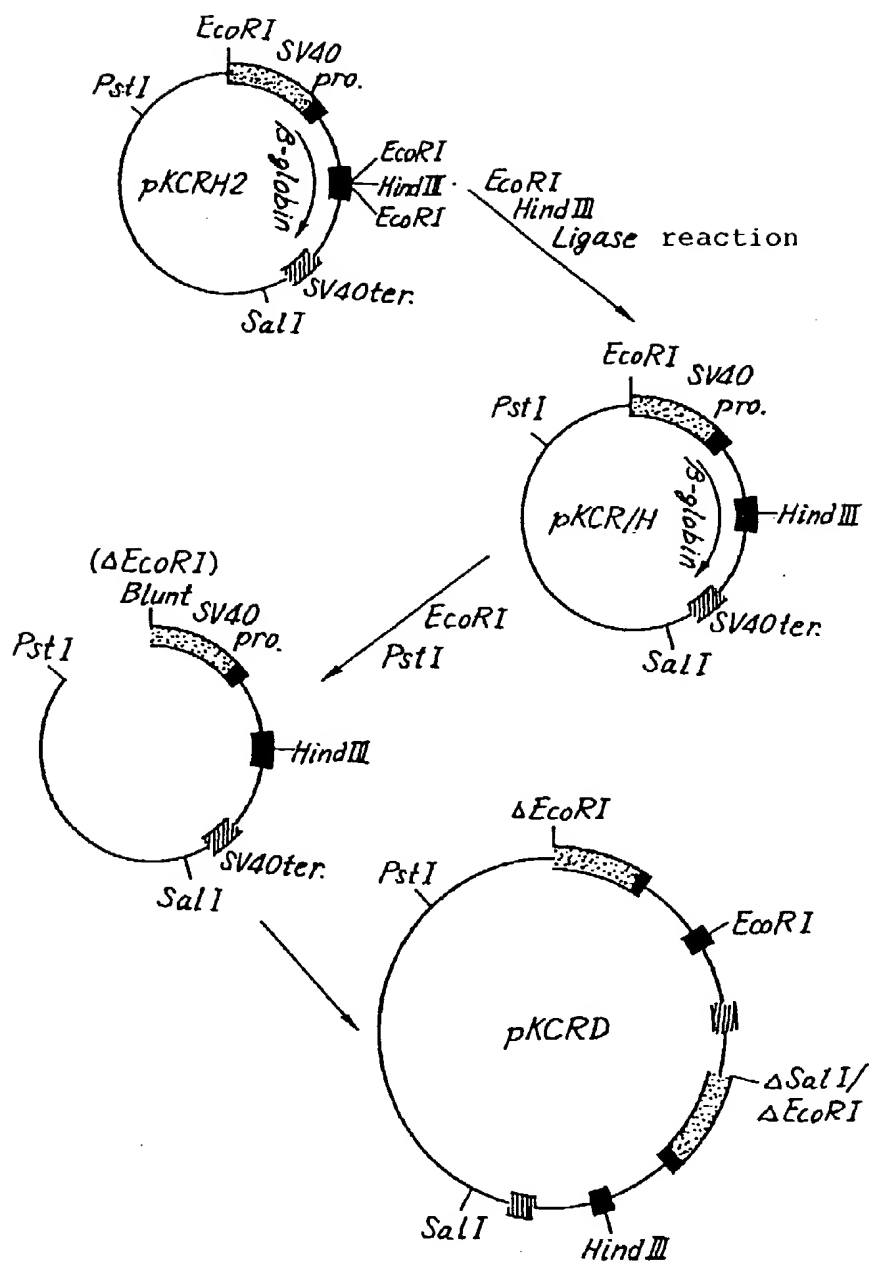 EcoRI
SV40
pro.
PstI
β-globin
EcoRI
pKCRH2
HindIII
EcoRI
SV40ter.
SalI
EcoRI
HindIII
Ligase reaction
EcoRI
SV40
pro.
PstI
β-globin
pKCR/H
HindIII
SV40ter.
SalI
EcoRI
PstI
(ΔEcoRI)
Blunt
SV40
pro.
PstI
HindIII
SV40ter.
SalI
ΔEcoRI
PstI
EcoRI
pKCRD
ΔSalI/
ΔEcoRI
SalI
HindIII